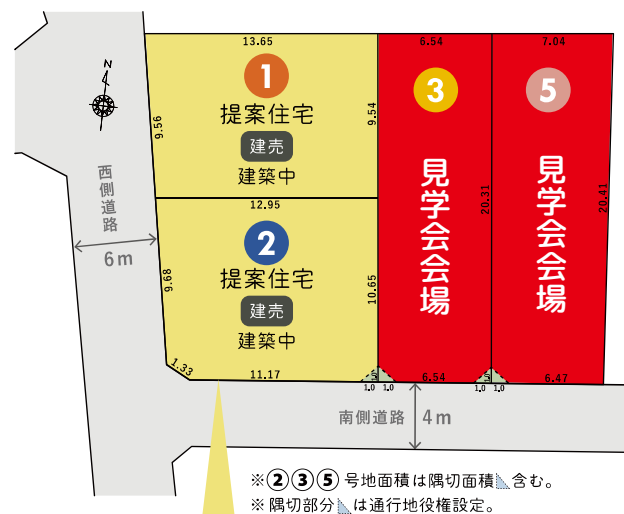 13.65
6.54
7.04
N
1
提案住宅
建売
建築中
9.56
9.54
3
見学会会場
5
見学会会場
20.31
20.41
西側道路
6m
12.95
2
提案住宅
建売
建築中
9.68
10.65
1.33
11.17
1.0
1.0
6.54
1.0
1.0
6.47
南側道路
4m
※②③⑤号地面積は隅切面積含む。
※隅切部分は通行地役権設定。